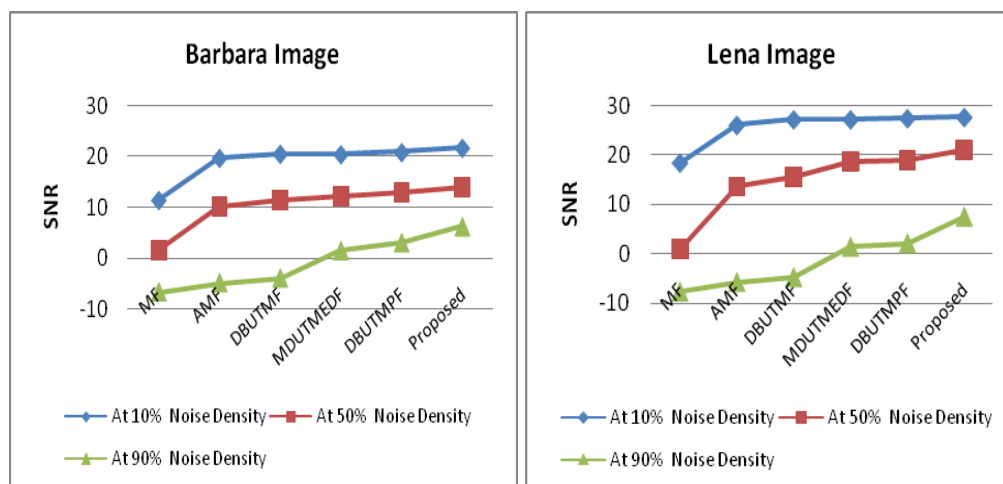 Barbara Image
30
20
10
0
-10
SNR
MF
AMF
DBUTMF
MDUTMEDF
DBUTMPF
Proposed
At 10% Noise Density
At 50% Noise Density
At 90% Noise Density
Lena Image
30
20
10
0
-10
SNR
MF
AMF
DBUTMF
MDUTMEDF
DBUTMPF
Proposed
At 10% Noise Density
At 50% Noise Density
At 90% Noise Density